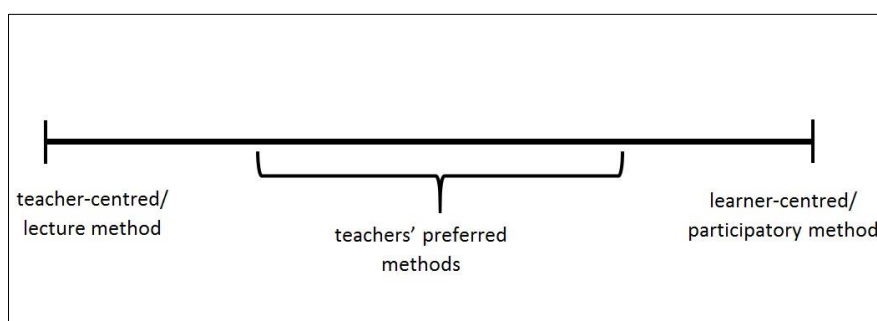 teacher-centred/
lecture method
teachers’ preferred
methods
learner-centred/
participatory method